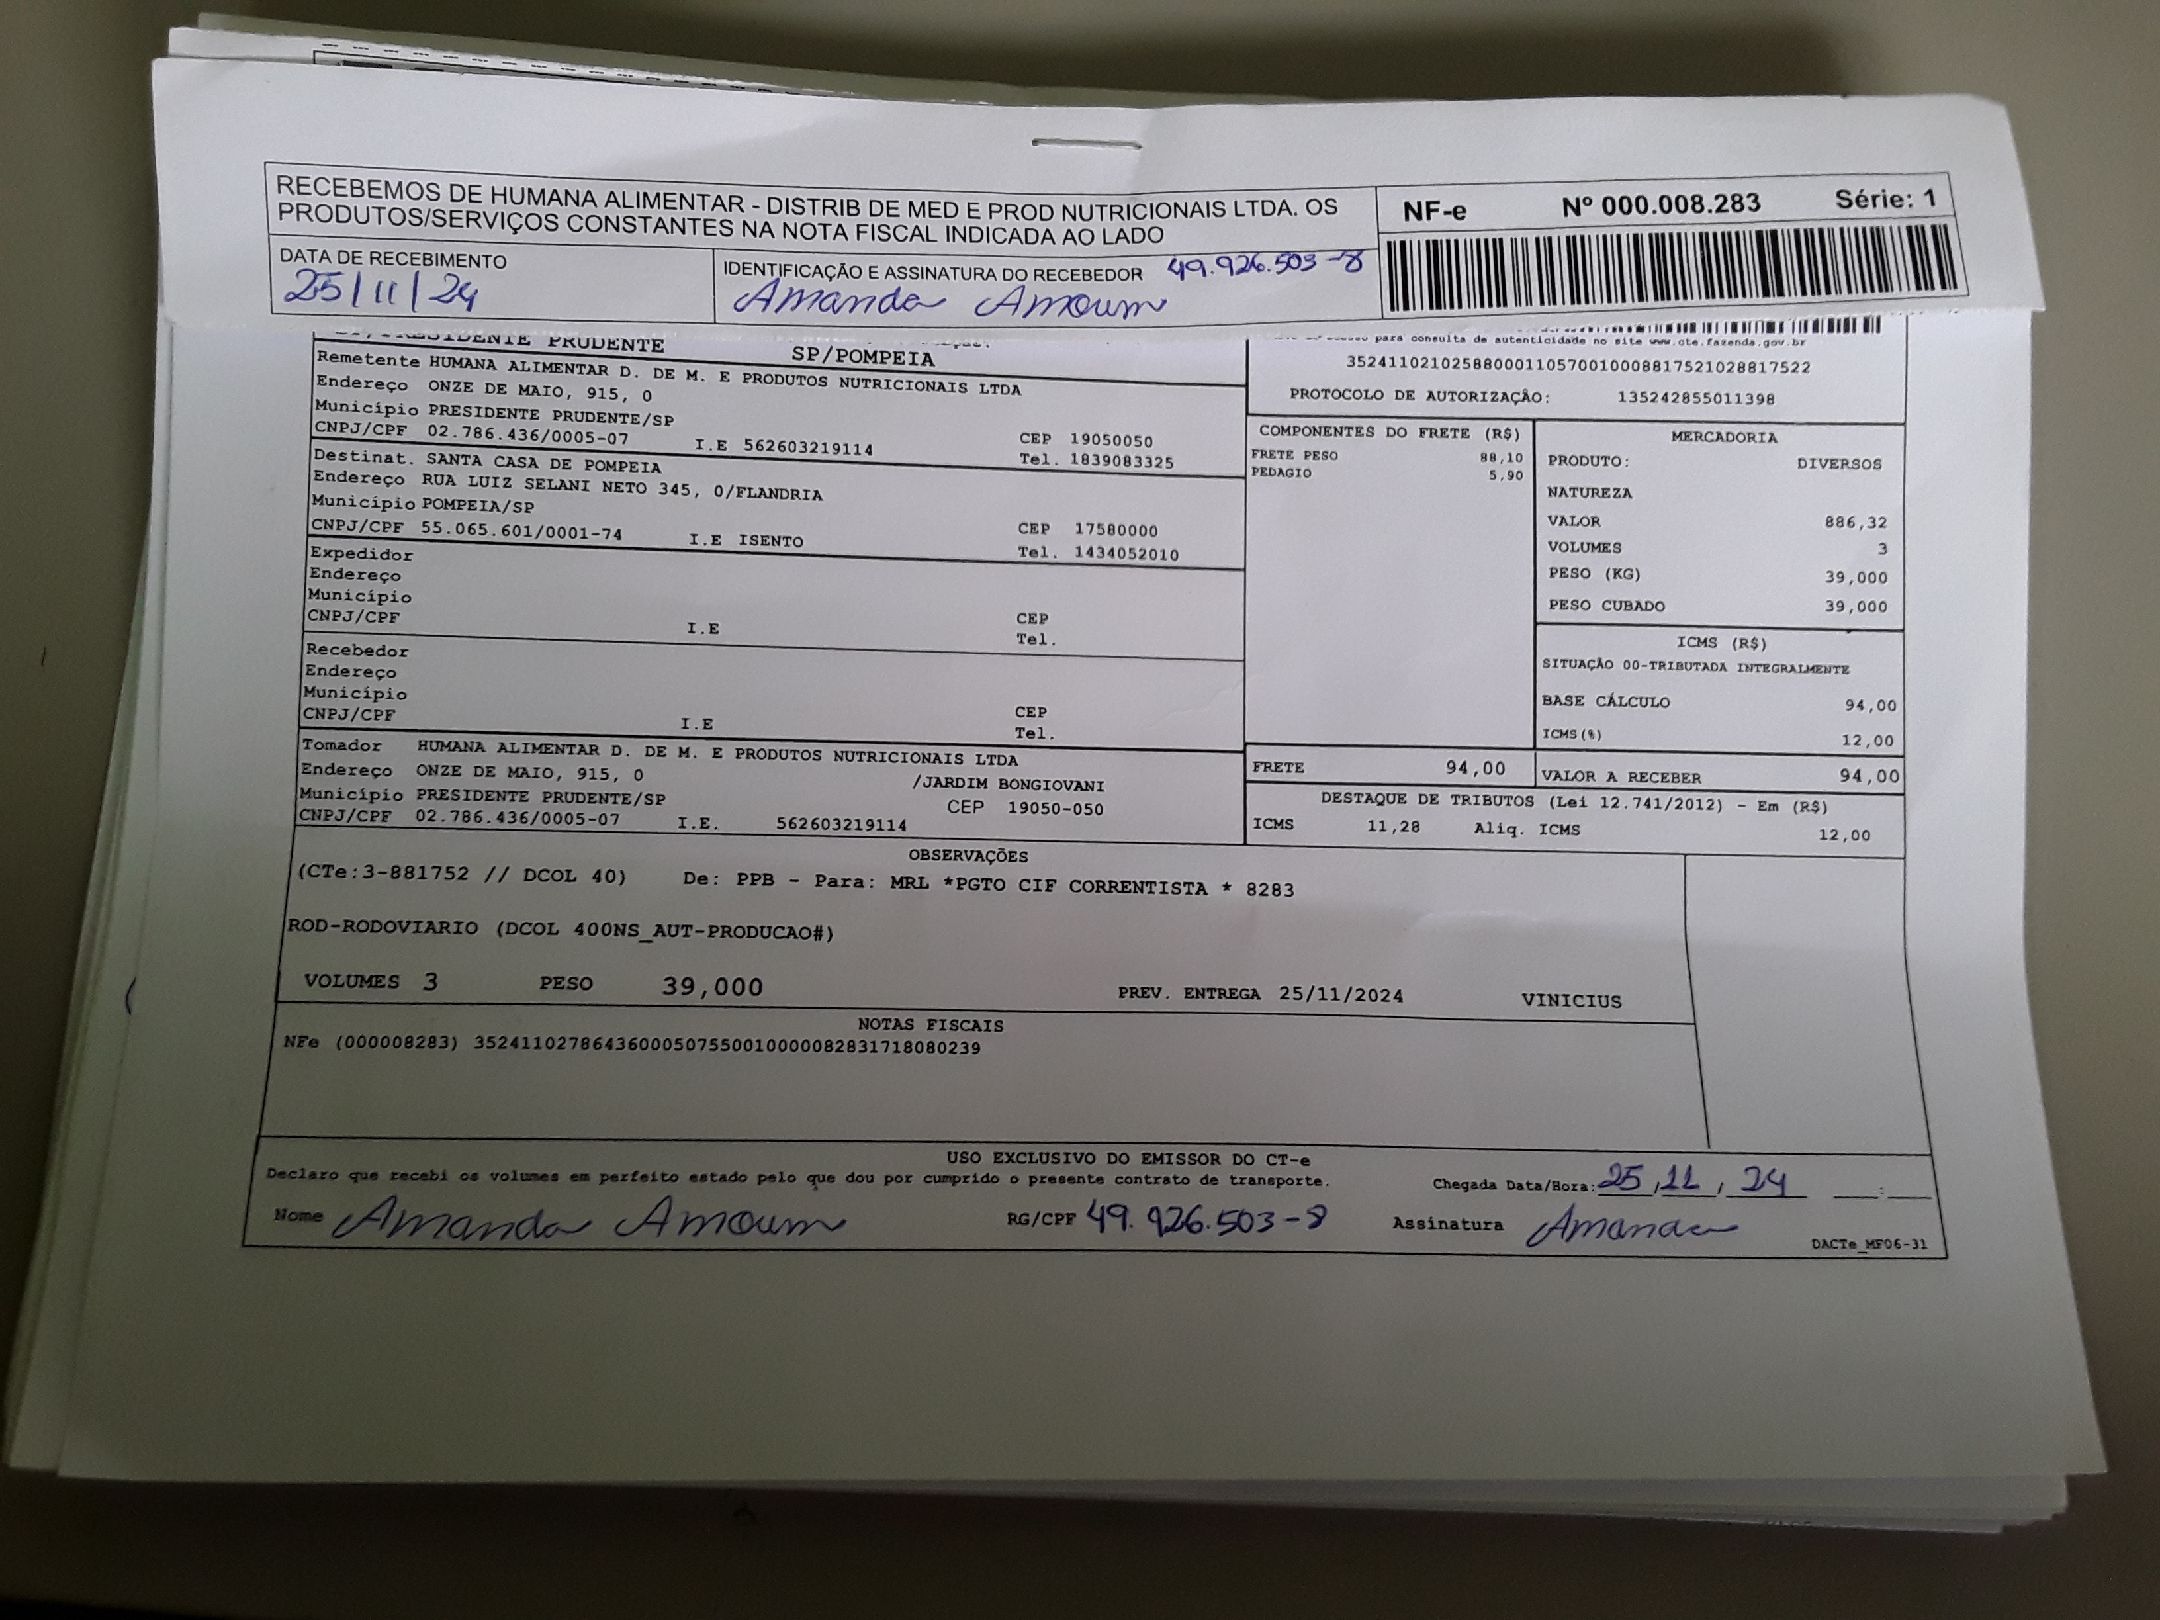 RECEBEMOS DE HUMANA ALIMENTAR - DISTRIB DE MED E PROD NUTRICIONAIS LTDA. OS
PRODUTOS/SERVIÇOS CONSTANTES NA NOTA FISCAL INDICADA AO LADO
NF-e Nº 000.008.283 Série: 1
DATA DE RECEBIMENTO
25/11/24
IDENTIFICAÇÃO E ASSINATURA DO RECEBEDOR 49.926.503-8
Amanda Amoum
PRESIDENTE PRUDENTE SP/POMPEIA
Remetente HUMANA ALIMENTAR D. DE M. E PRODUTOS NUTRICIONAIS LTDA
Endereço ONZE DE MAIO, 915, 0
Município PRESIDENTE PRUDENTE/SP
CNPJ/CPF 02.786.436/0005-07 I.E 562603219114 CEP 19050050
Tel. 1839083325
Destinat. SANTA CASA DE POMPEIA
Endereço RUA LUIZ SELANI NETO 345, 0/FLANDRIA
Município POMPEIA/SP
CNPJ/CPF 55.065.601/0001-74 I.E ISENTO CEP 17580000
Tel. 1434052010
Expedidor
Endereço
Município
CNPJ/CPF I.E CEP
Tel.
Recebedor
Endereço
Município
CNPJ/CPF I.E CEP
Tel.
Tomador HUMANA ALIMENTAR D. DE M. E PRODUTOS NUTRICIONAIS LTDA
Endereço ONZE DE MAIO, 915, 0 /JARDIM BONGIOVANI
Município PRESIDENTE PRUDENTE/SP CEP 19050-050
CNPJ/CPF 02.786.436/0005-07 I.E. 562603219114
para consulta de autenticidade no site www.cte.fazenda.gov.br
35241102102588000110570010008817521028817522
PROTOCOLO DE AUTORIZAÇÃO: 135242855011398
COMPONENTES DO FRETE (R$)
FRETE PESO 88,10
PEDAGIO 5,90
MERCADORIA
PRODUTO: DIVERSOS
NATUREZA
VALOR 886,32
VOLUMES 3
PESO (KG) 39,000
PESO CUBADO 39,000
ICMS (R$)
SITUAÇÃO 00-TRIBUTADA INTEGRALMENTE
BASE CÁLCULO 94,00
ICMS(%) 12,00
FRETE 94,00 VALOR A RECEBER 94,00
DESTAQUE DE TRIBUTOS (Lei 12.741/2012) - Em (R$)
ICMS 11,28 Aliq. ICMS 12,00
OBSERVAÇÕES
(CTe:3-881752 // DCOL 40) De: PPB - Para: MRL *PGTO CIF CORRENTISTA * 8283
ROD-RODOVIARIO (DCOL 400NS_AUT-PRODUCAO#)
VOLUMES 3 PESO 39,000 PREV. ENTREGA 25/11/2024 VINICIUS
NOTAS FISCAIS
NFe (000008283) 35241102786436000507550010000082831718080239
USO EXCLUSIVO DO EMISSOR DO CT-e
Declaro que recebi os volumes em perfeito estado pelo que dou por cumprido o presente contrato de transporte.
Chegada Data/Hora: 25,11,24 :
Nome Amanda Amoum RG/CPF 49.926.503-8 Assinatura Amanda
DACTe_MF06-31